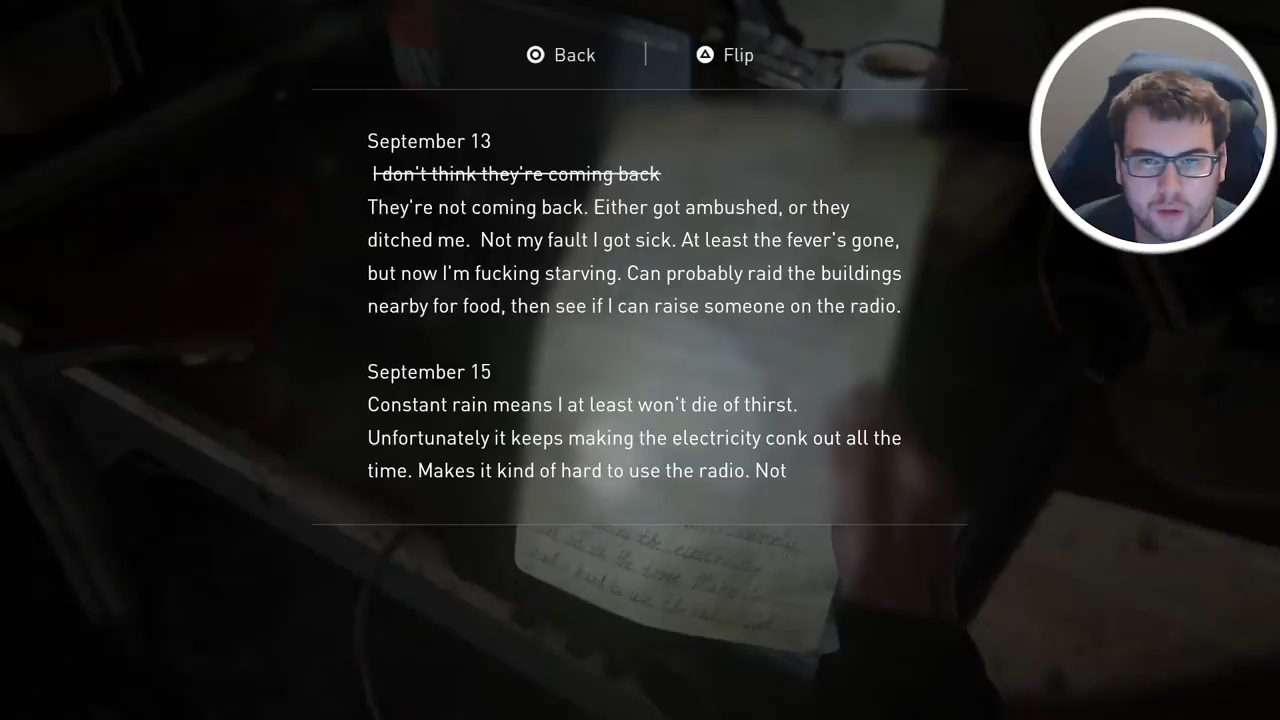 Back | Flip
September 13
I don't think they're coming back
They're not coming back. Either got ambushed, or they
ditched me.  Not my fault I got sick. At least the fever's gone,
but now I'm fucking starving. Can probably raid the buildings
nearby for food, then see if I can raise someone on the radio.
September 15
Constant rain means I at least won't die of thirst.
Unfortunately it keeps making the electricity conk out all the
time. Makes it kind of hard to use the radio. Not